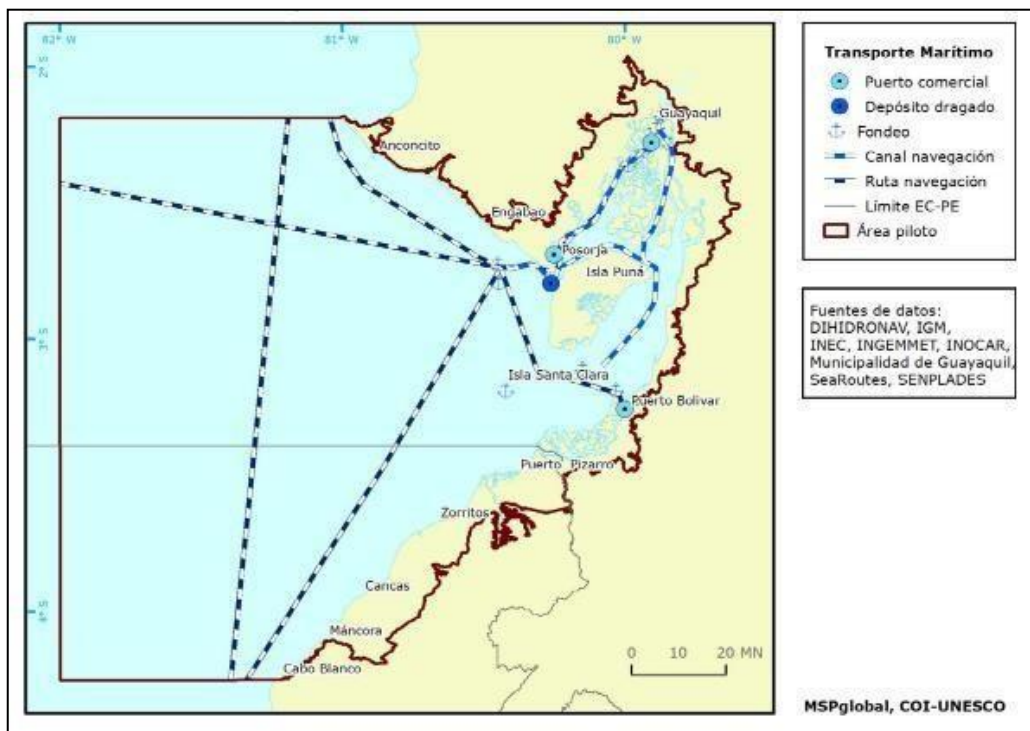 82° W
81° W
80° W
2° S
3° S
4° S
Guayaquil
Anconcito
Engabao
Posorja
Isla Puná
Isla Santa Clara
Puerto Bolivar
Puerto Pizarro
Zorritos
Cancas
Máncora
Cabo Blanco
0 10 20 MN
Transporte Marítimo
Puerto comercial
Depósito dragado
Fondeo
Canal navegación
Ruta navegación
Límite EC-PE
Área piloto
Fuentes de datos:
DIHIDRONAV, IGM,
INEC, INGEMMET, INOCAR,
Municipalidad de Guayaquil,
SeaRoutes, SENPLADES
MSPglobal, COI-UNESCO